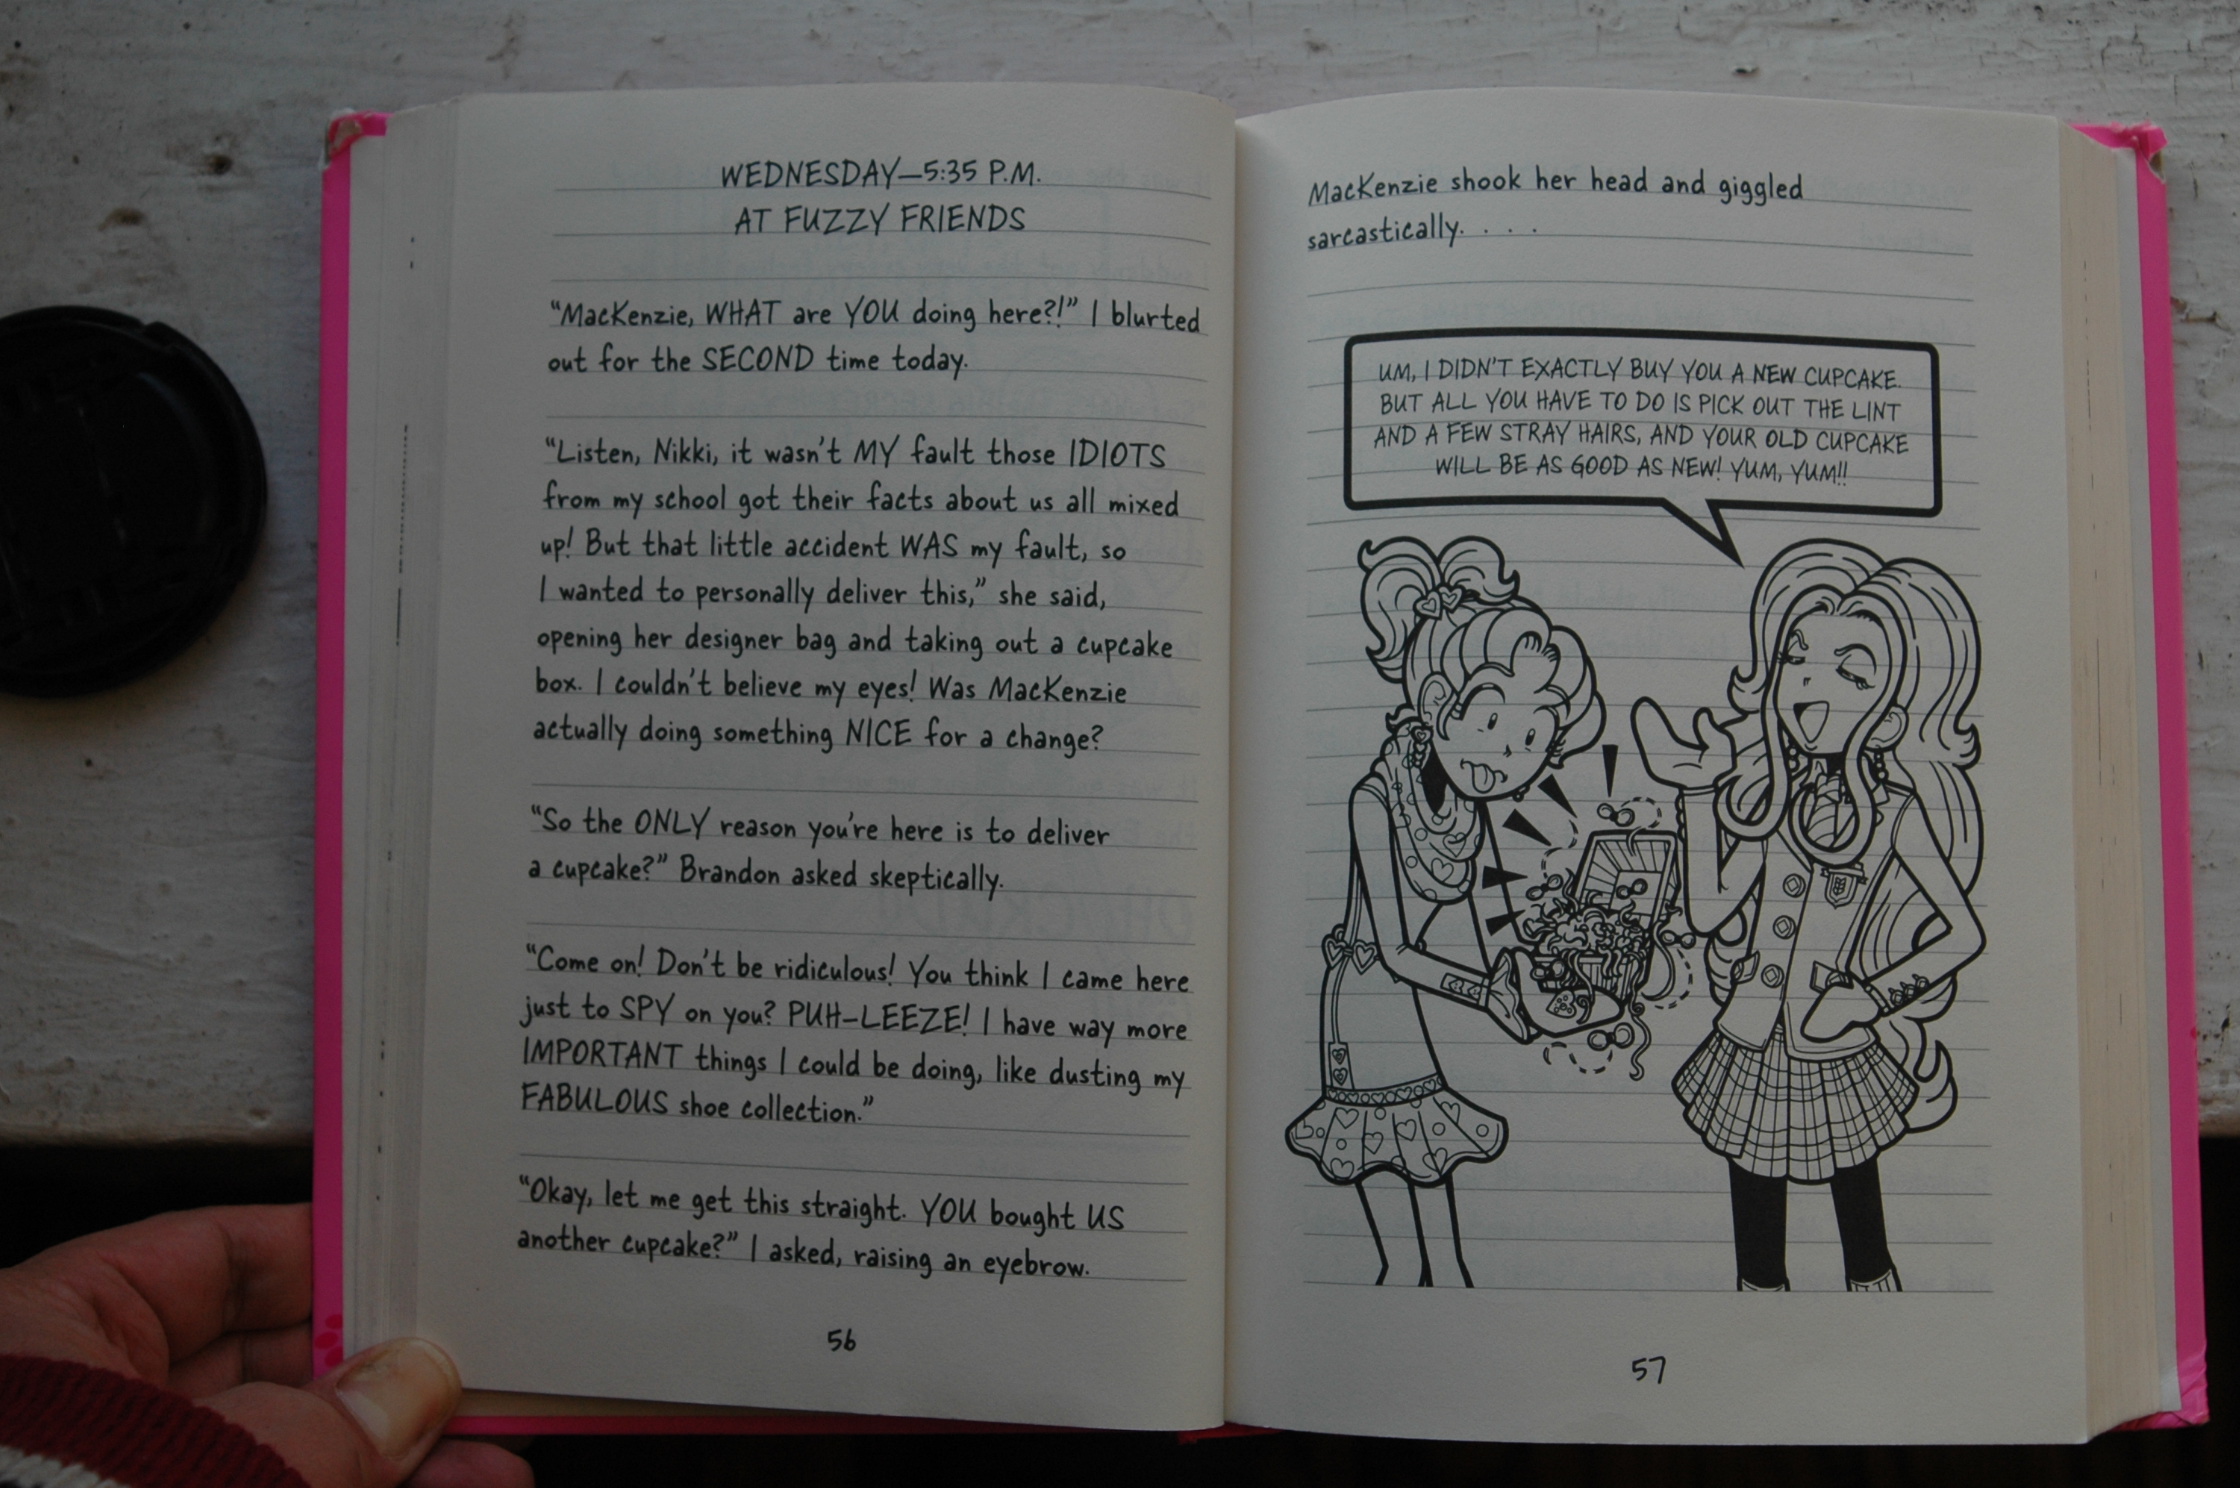 WEDNESDAY—5:35 P.M.
AT FUZZY FRIENDS
"MacKenzie, WHAT are YOU doing here?!" I blurted
out for the SECOND time today.
"Listen, Nikki, it wasn't MY fault those IDIOTS
from my school got their facts about us all mixed
up! But that little accident WAS my fault, so
I wanted to personally deliver this," she said,
opening her designer bag and taking out a cupcake
box. I couldn't believe my eyes! Was MacKenzie
actually doing something NICE for a change?
"So the ONLY reason you're here is to deliver
a cupcake?" Brandon asked skeptically.
"Come on! Don't be ridiculous! You think I came here
just to SPY on you? PUH-LEEZE! I have way more
IMPORTANT things I could be doing, like dusting my
FABULOUS shoe collection."
"Okay, let me get this straight. YOU bought US
another cupcake?" I asked, raising an eyebrow.
56
MacKenzie shook her head and giggled
sarcastically. . . .
UM, I DIDN'T EXACTLY BUY YOU A NEW CUPCAKE.
BUT ALL YOU HAVE TO DO IS PICK OUT THE LINT
AND A FEW STRAY HAIRS, AND YOUR OLD CUPCAKE
WILL BE AS GOOD AS NEW! YUM, YUM!!
57